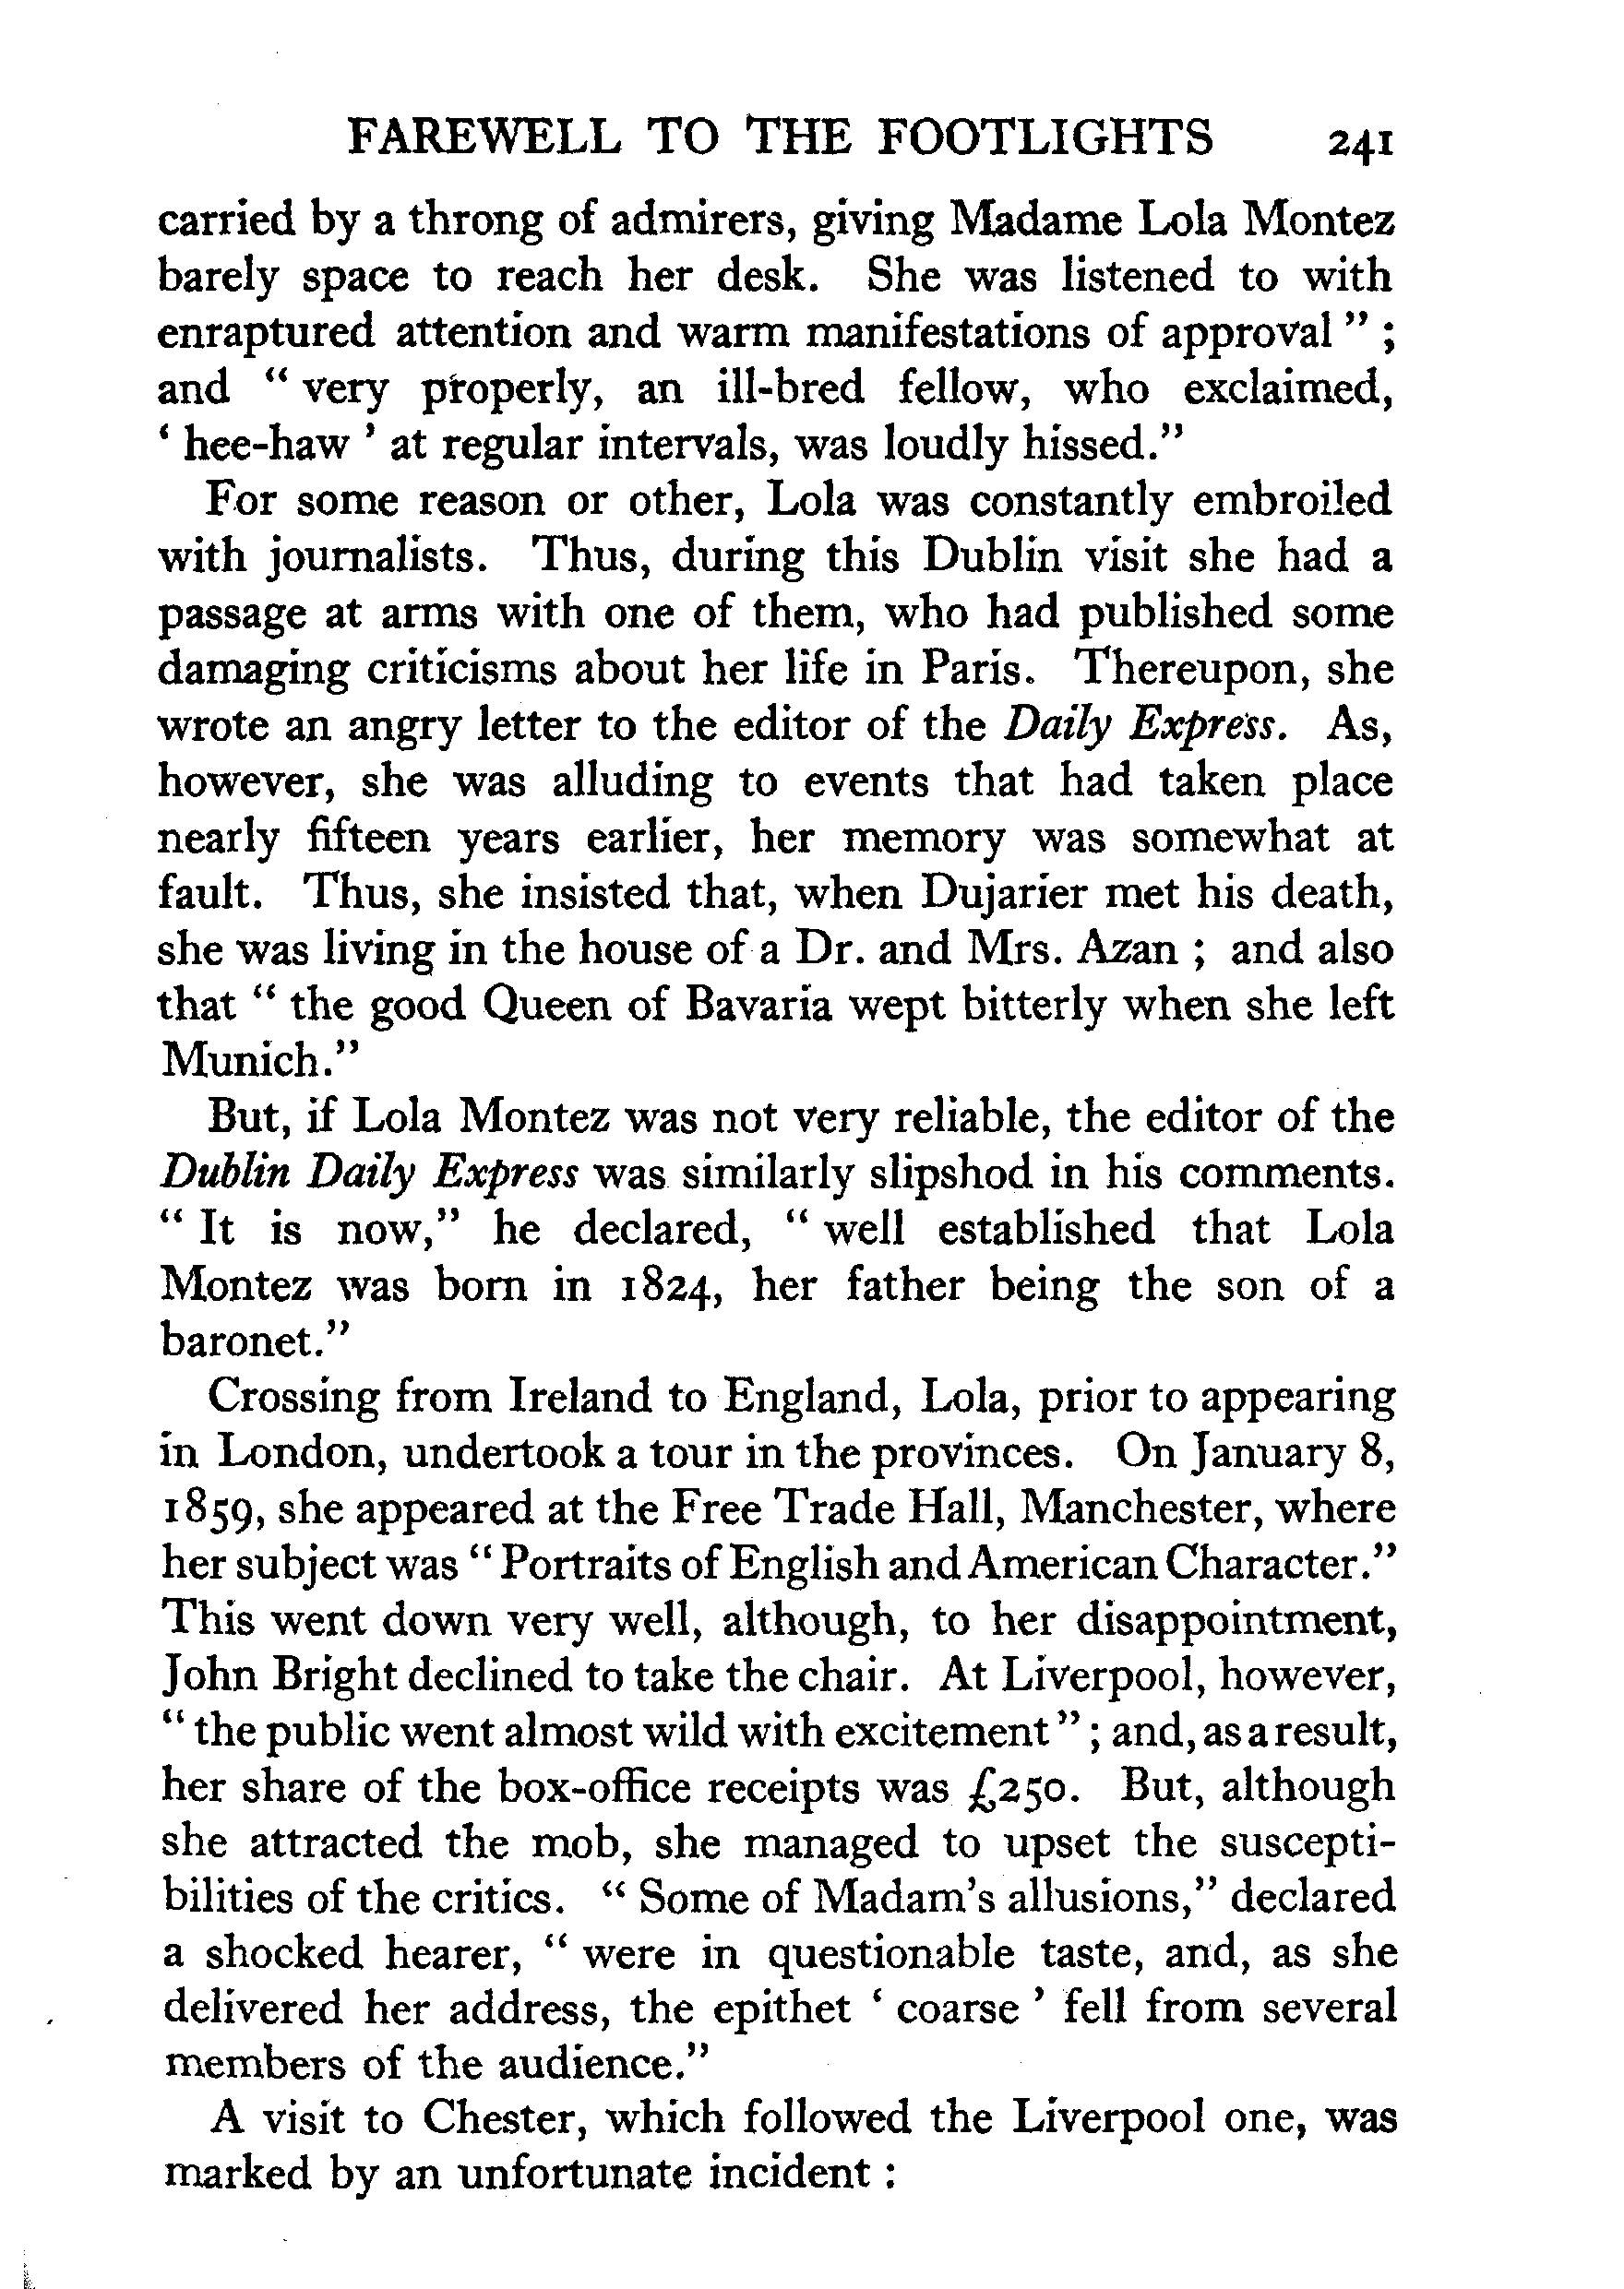 FAREWELL TO THE FOOTLIGHTS 241
carried by a throng of admirers, giving Madame Lola Montez
barely space to reach her desk. She was listened to with
enraptured attention and warm manifestations of approval ” ;
and “ very properly, an ill-bred fellow, who exclaimed,
‘ hee-haw ’ at regular intervals, was loudly hissed.”
For some reason or other, Lola was constantly embroiled
with journalists. Thus, during this Dublin visit she had a
passage at arms with one of them, who had published some
damaging criticisms about her life in Paris. Thereupon, she
wrote an angry letter to the editor of the Daily Express. As,
however, she was alluding to events that had taken place
nearly fifteen years earlier, her memory was somewhat at
fault. Thus, she insisted that, when Dujarier met his death,
she was living in the house of a Dr. and Mrs. Azan ; and also
that “ the good Queen of Bavaria wept bitterly when she left
Munich.”
But, if Lola Montez was not very reliable, the editor of the
Dublin Daily Express was similarly slipshod in his comments.
“ It is now,” he declared, “ well established that Lola
Montez was born in 1824, her father being the son of a
baronet.”
Crossing from Ireland to England, Lola, prior to appearing
in London, undertook a tour in the provinces. On January 8,
1859, she appeared at the Free Trade Hall, Manchester, where
her subject was “ Portraits of English and American Character.”
This went down very well, although, to her disappointment,
John Bright declined to take the chair. At Liverpool, however,
“ the public went almost wild with excitement ” ; and, as a result,
her share of the box-office receipts was £250. But, although
she attracted the mob, she managed to upset the suscepti-
bilities of the critics. “ Some of Madam’s allusions,” declared
a shocked hearer, “ were in questionable taste, and, as she
delivered her address, the epithet ‘ coarse ’ fell from several
members of the audience.”
A visit to Chester, which followed the Liverpool one, was
marked by an unfortunate incident :